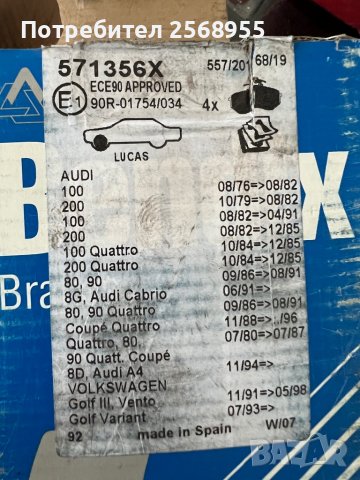 Потребител 2568955
571356X
557/201 68/19
ECE90 APPROVED
E1 90R-01754/034 4x
LUCAS
AUDI
100 08/76=>08/82
200 10/79=>08/82
100 08/82=>04/91
200 08/82=>12/85
100 Quattro 10/84=>12/85
200 Quattro 10/84=>12/85
80, 90 09/86=>08/91
8G, Audi Cabrio 06/91=>
80, 90 Quattro 09/86=>08/91
Coupé Quattro 11/88=>../96
Quattro, 80, 07/80=>07/87
90 Quatt. Coupé
8D, Audi A4 11/94=>
VOLKSWAGEN
Golf III, Vento 11/91=>05/98
Golf Variant 07/93=>
92 made in Spain W/07
Bra
BAZAR